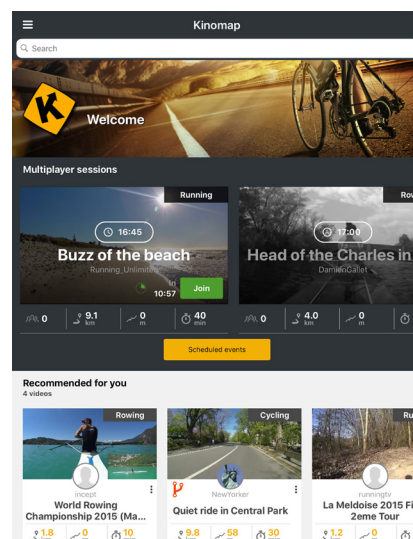 Kinomap
Search
K
Welcome
Multiplayer sessions
Running
16:45
Buzz of the beach
Running_Unlimited
In
10:57
Join
0
9.1
km
0
m
40
min
17:00
Head of the Charles in
DamienGallet
0
4.0
km
0
m
Scheduled events
Recommended for you
4 videos
Rowing
incept
World Rowing
Championship 2015 (Ma...
1.8
0
10
Cycling
NewYorker
Quiet ride in Central Park
9.8
58
30
Ru
runningtv
La Meldoise 2015 Fi
2eme Tour
1.2
0